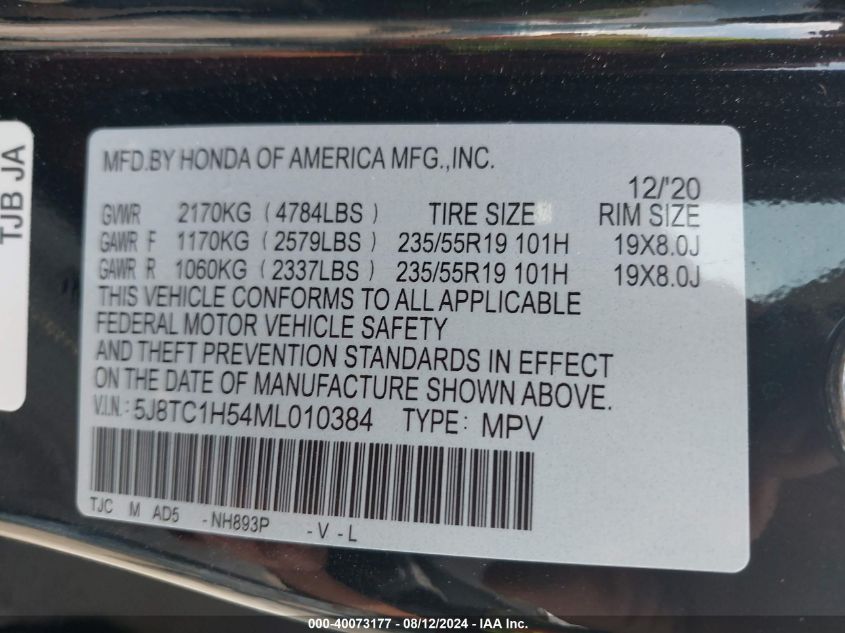 TJB JA
MFD.BY HONDA OF AMERICA MFG.,INC.
12/'20
GVWR 2170KG (4784LBS) TIRE SIZE RIM SIZE
GAWR F 1170KG (2579LBS) 235/55R19 101H 19X8.0J
GAWR R 1060KG (2337LBS) 235/55R19 101H 19X8.0J
THIS VEHICLE CONFORMS TO ALL APPLICABLE
FEDERAL MOTOR VEHICLE SAFETY
AND THEFT PREVENTION STANDARDS IN EFFECT
ON THE DATE OF MANUFACTURE SHOWN ABOVE.
V.I.N.: 5J8TC1H54ML010384 TYPE: MPV
TJC M AD5 -NH893P -V-L
000-40073177 - 08/12/2024 - IAA Inc.